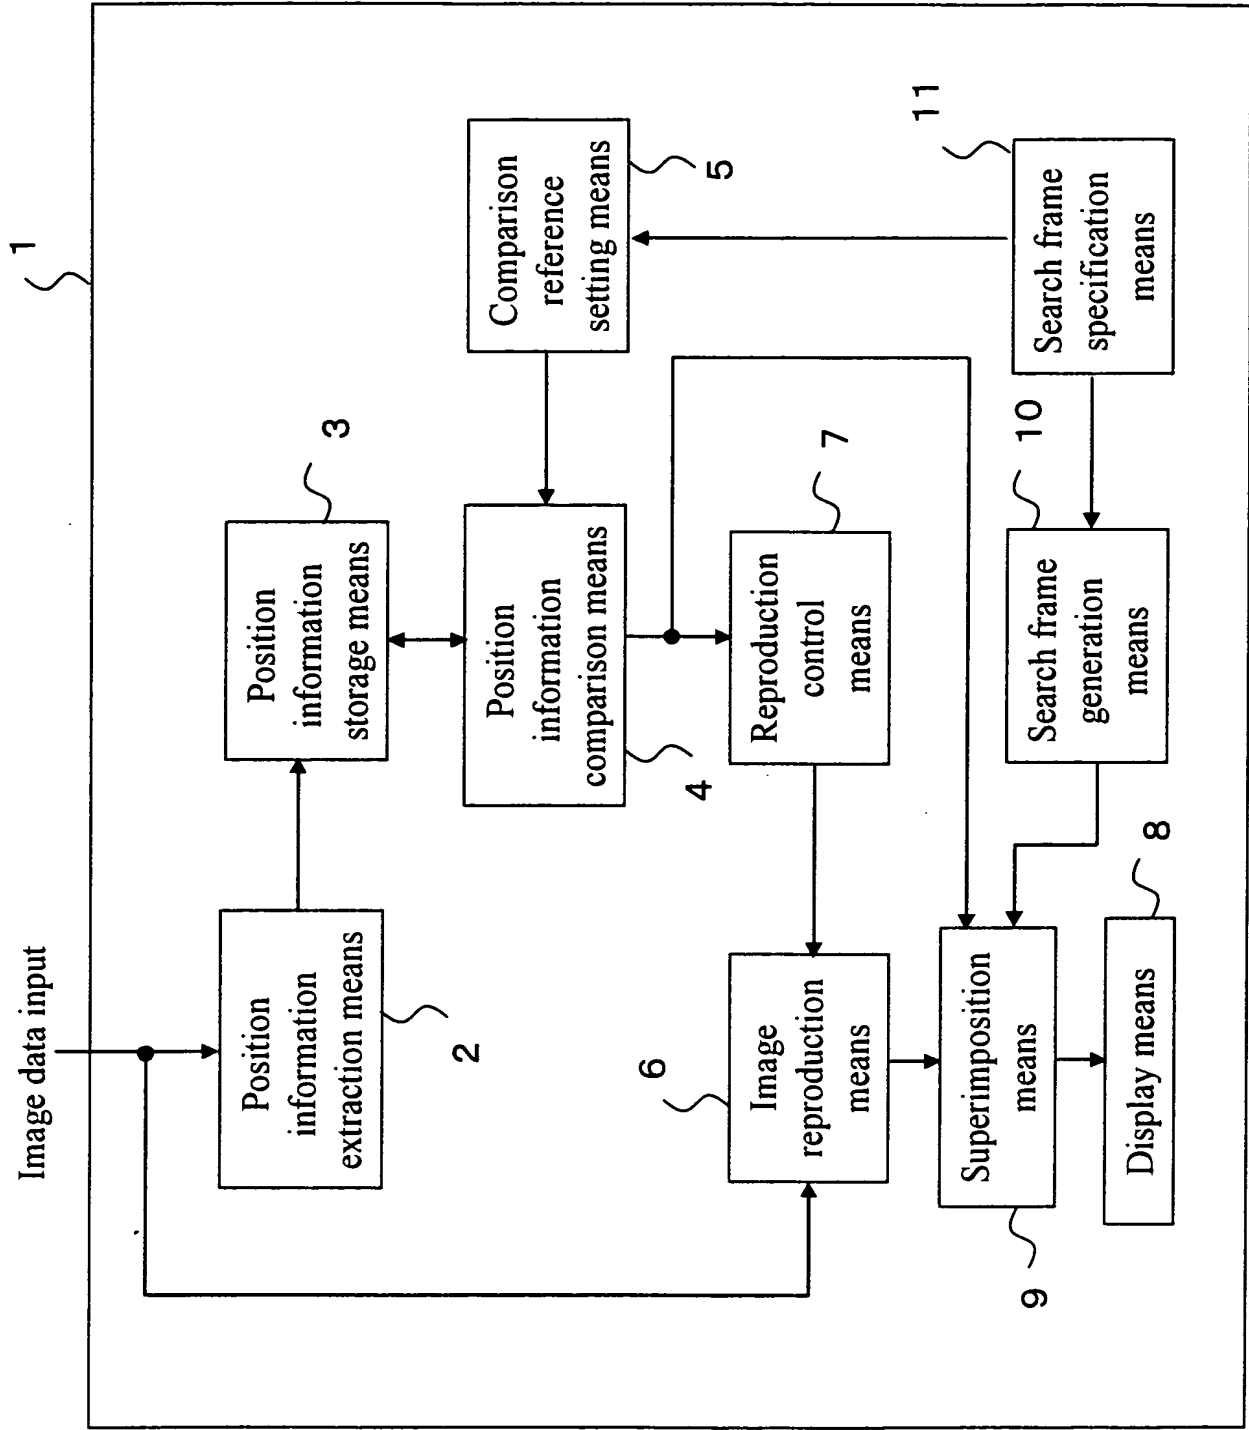 Image data input
1
Position
information
extraction means
2
Position
information
storage means
3
Position
information
comparison means
4
Comparison
reference
setting means
5
Image
reproduction
means
6
Reproduction
control
means
7
Superimposition
means
9
Display means
8
Search frame
generation
means
10
Search frame
specification
means
11